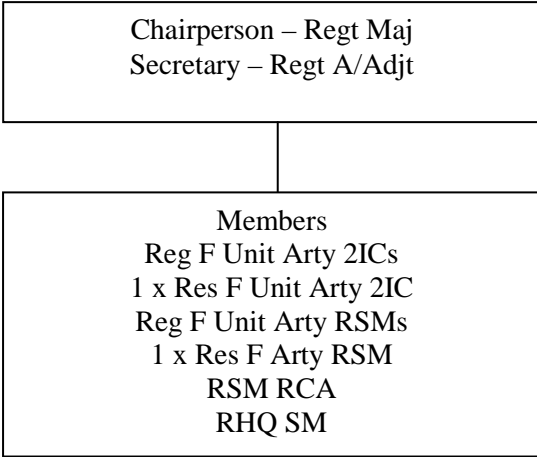 Chairperson – Regt Maj
Secretary – Regt A/Adjt
Members
Reg F Unit Arty 2ICs
1 x Res F Unit Arty 2IC
Reg F Unit Arty RSMs
1 x Res F Arty RSM
RSM RCA
RHQ SM